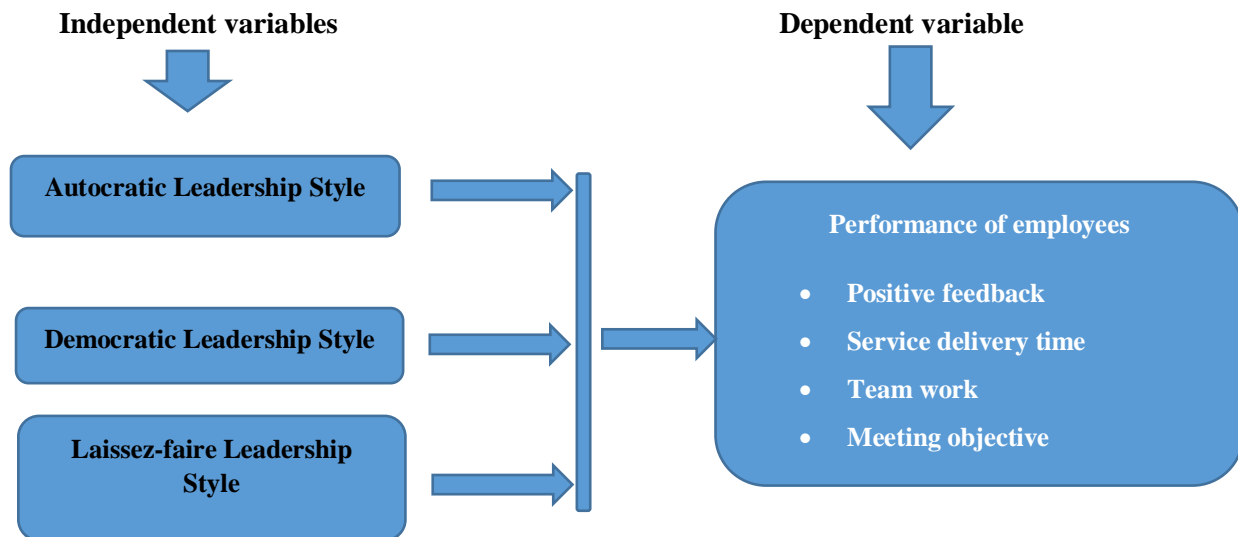 Independent variables
Dependent variable
Autocratic Leadership Style
Democratic Leadership Style
Laissez-faire Leadership
Style
Performance of employees
• Positive feedback
• Service delivery time
• Team work
• Meeting objective